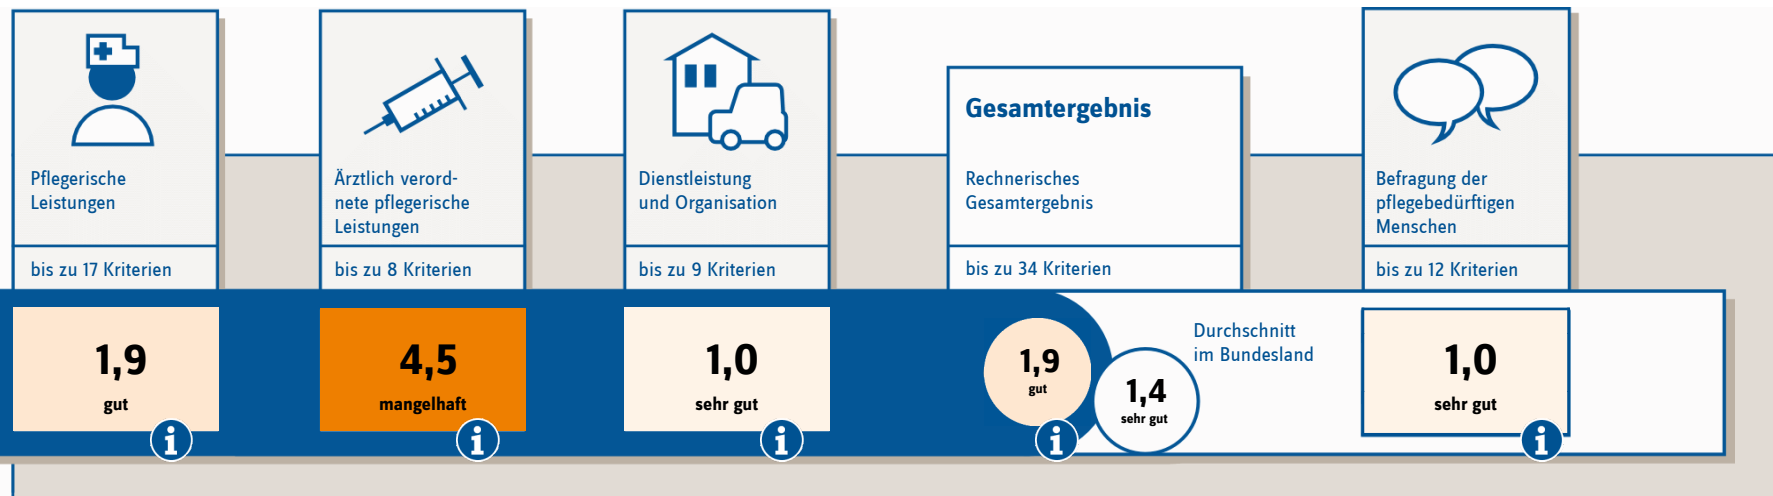 Pflegerische
Leistungen
bis zu 17 Kriterien
1,9
gut
i
Ärztlich verord-
nete pflegerische
Leistungen
bis zu 8 Kriterien
4,5
mangelhaft
i
Dienstleistung
und Organisation
bis zu 9 Kriterien
1,0
sehr gut
i
Gesamtergebnis
Rechnerisches
Gesamtergebnis
bis zu 34 Kriterien
1,9
gut
i
1,4
sehr gut
Durchschnitt
im Bundesland
Befragung der
pflegebedürftigen
Menschen
bis zu 12 Kriterien
1,0
sehr gut
i